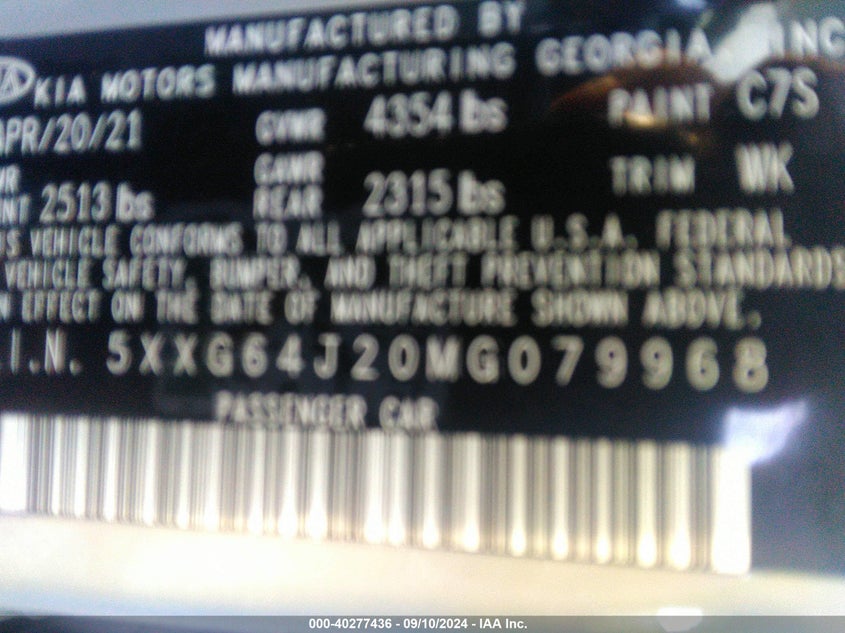 MANUFACTURED BY
KIA MOTORS MANUFACTURING GEORGIA, INC
APR/20/21 GVWR 4354 lbs PAINT C7S
GAWR
2513 lbs REAR 2315 lbs TRIM WK
VEHICLE CONFORMS TO ALL APPLICABLE U.S.A. FEDERAL
VEHICLE SAFETY, BUMPER, AND THEFT PREVENTION STANDARDS
EFFECT ON THE DATE OF MANUFACTURE SHOWN ABOVE.
.I.N. 5XXG64J20MG079968
PASSENGER CAR
000-40277436 - 09/10/2024 - IAA Inc.